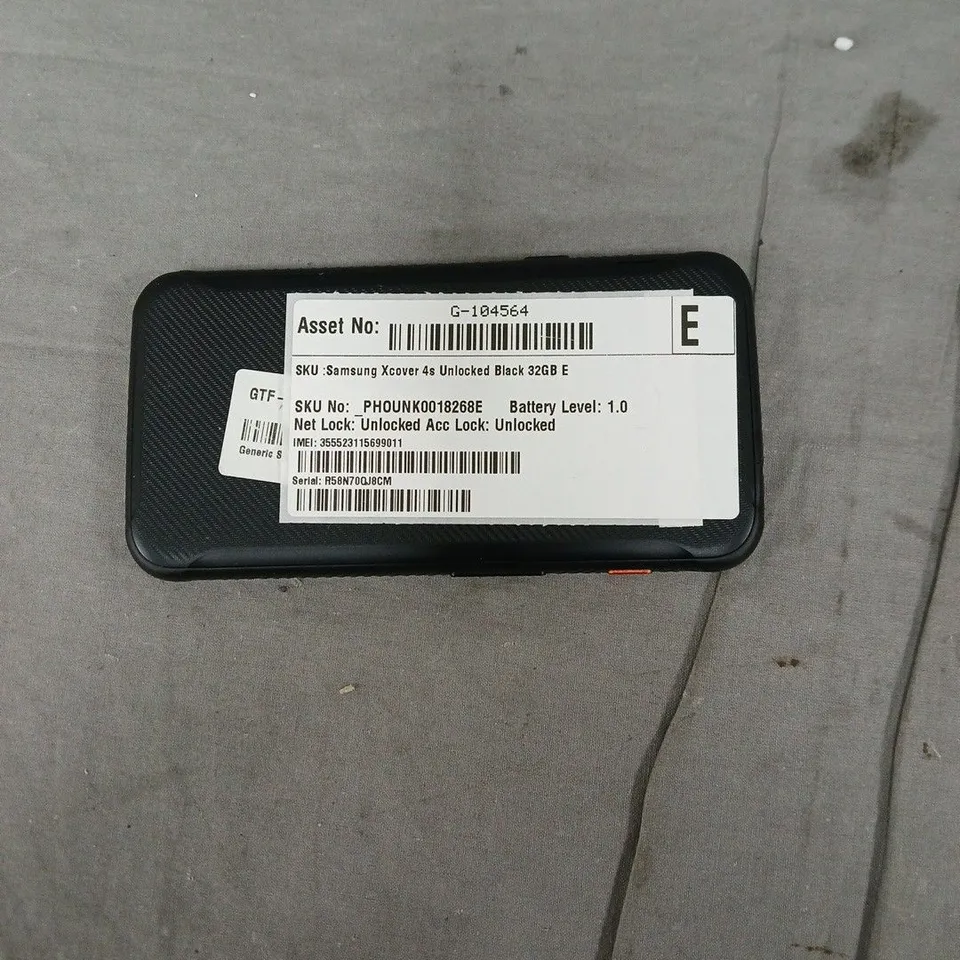 G-104564
Asset No:
E
SKU :Samsung Xcover 4s Unlocked Black 32GB E
SKU No: _PHOUNK0018268E Battery Level: 1.0
Net Lock: Unlocked Acc Lock: Unlocked
IMEI: 355523115699011
Serial: R58N70QJ8CM
GTF-
Generic S